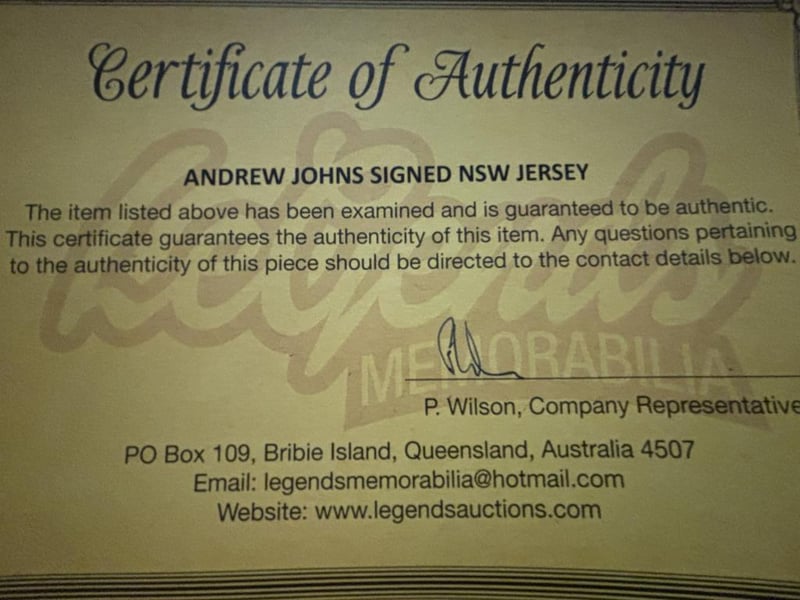 Certificate of Authenticity
ANDREW JOHNS SIGNED NSW JERSEY
The item listed above has been examined and is guaranteed to be authentic.
This certificate guarantees the authenticity of this item. Any questions pertaining
to the authenticity of this piece should be directed to the contact details below.
Legends
MEMORABILIA
P. Wilson, Company Representative
PO Box 109, Bribie Island, Queensland, Australia 4507
Email: legendsmemorabilia@hotmail.com
Website: www.legendsauctions.com